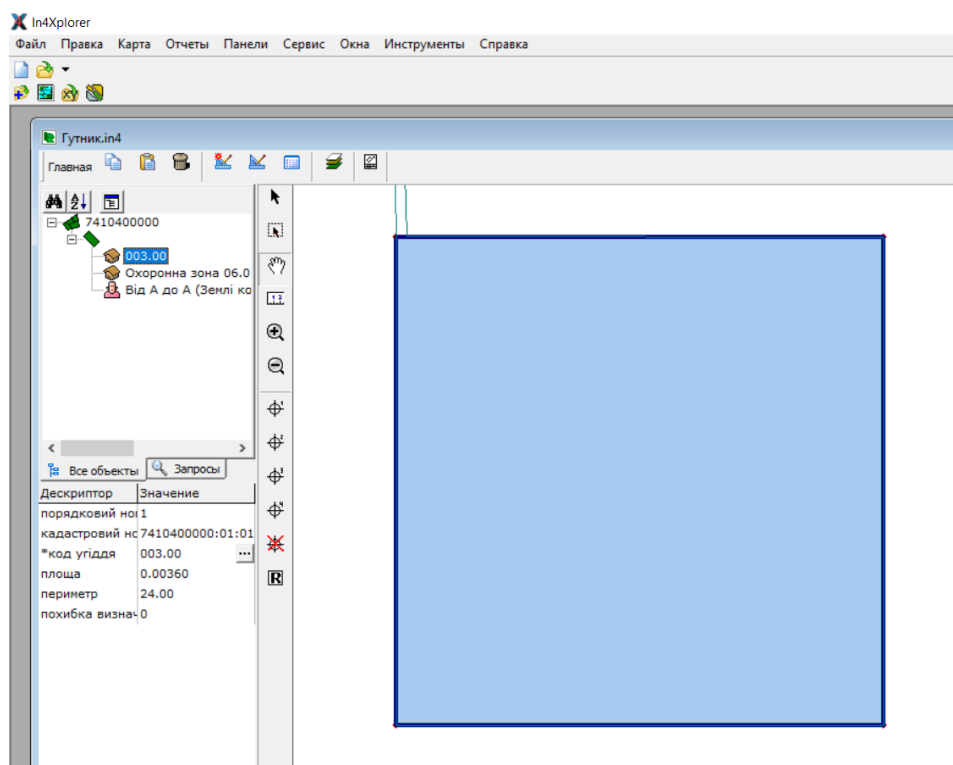 In4Xplorer
Файл Правка Карта Отчеты Панели Сервис Окна Инструменты Справка
Гутник.in4
Главная
7410400000
003.00
Охоронна зона 06.0
Від А до А (Землі ко
Все объекты Запросы
Дескриптор Значение
порядковий но 1
кадастровий нс 7410400000:01:01
*код угіддя 003.00 ...
площа 0.00360
периметр 24.00
похибка визнач 0
R